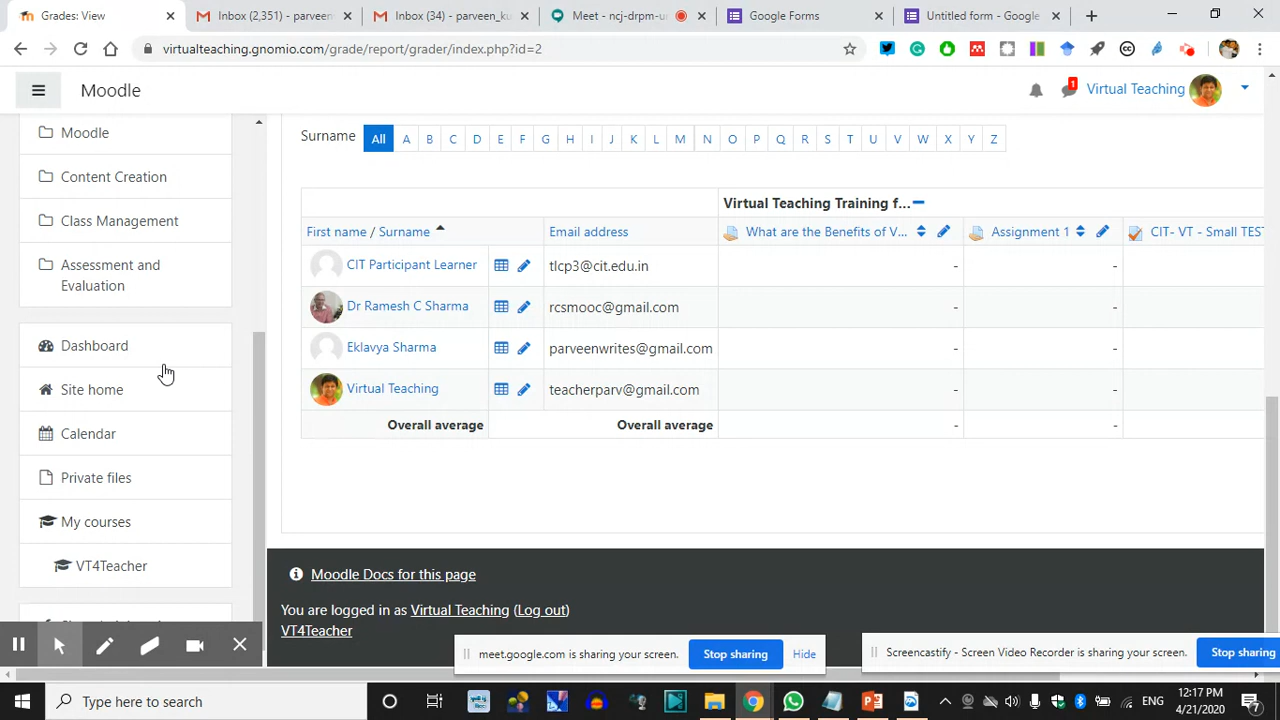 Grades: View
Inbox (2,351) - parveen
Inbox (34) - parveen_ku
Meet - ncj-drpm-ur
Google Forms
Untitled form - Google
virtualteaching.gnomio.com/grade/report/grader/index.php?id=2
Moodle
1
Virtual Teaching
Moodle
Content Creation
Class Management
Assessment and
Evaluation
Dashboard
Site home
Calendar
Private files
My courses
VT4Teacher
Surname All A B C D E F G H I J K L M N O P Q R S T U V W X Y Z
Virtual Teaching Training f...
First name / Surname Email address What are the Benefits of V... Assignment 1 CIT- VT - Small TEST
CIT Participant Learner tlcp3@cit.edu.in - -
Dr Ramesh C Sharma rcsmooc@gmail.com - -
Eklavya Sharma parveenwrites@gmail.com - -
Virtual Teaching teacherparv@gmail.com - -
Overall average Overall average - -
Moodle Docs for this page
You are logged in as Virtual Teaching (Log out)
VT4Teacher
meet.google.com is sharing your screen. Stop sharing Hide
Screencastify - Screen Video Recorder is sharing your screen. Stop sharing
Type here to search
ENG
12:17 PM
4/21/2020
7